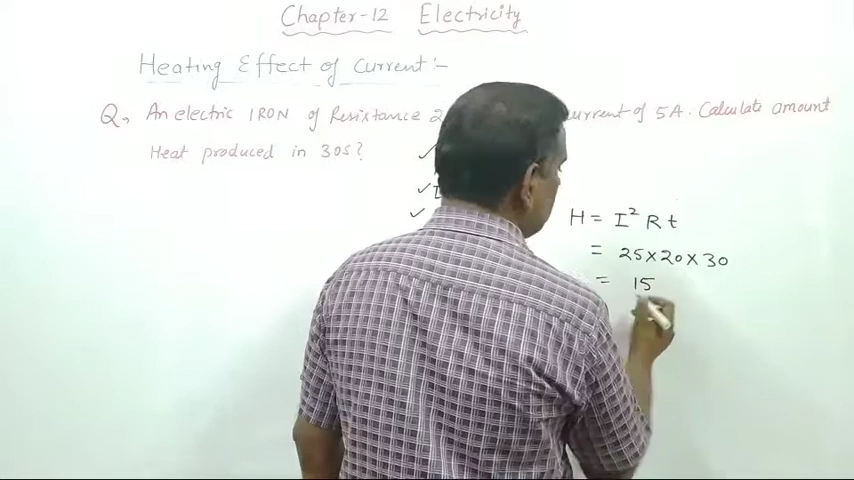 Chapter-12 Electricity
Heating Effect of Current :-
Q, An electric IRON of Resistance 2 current of 5A. Calculate amount
Heat produced in 30s?
H = I² R t
= 25×20×30
= 15